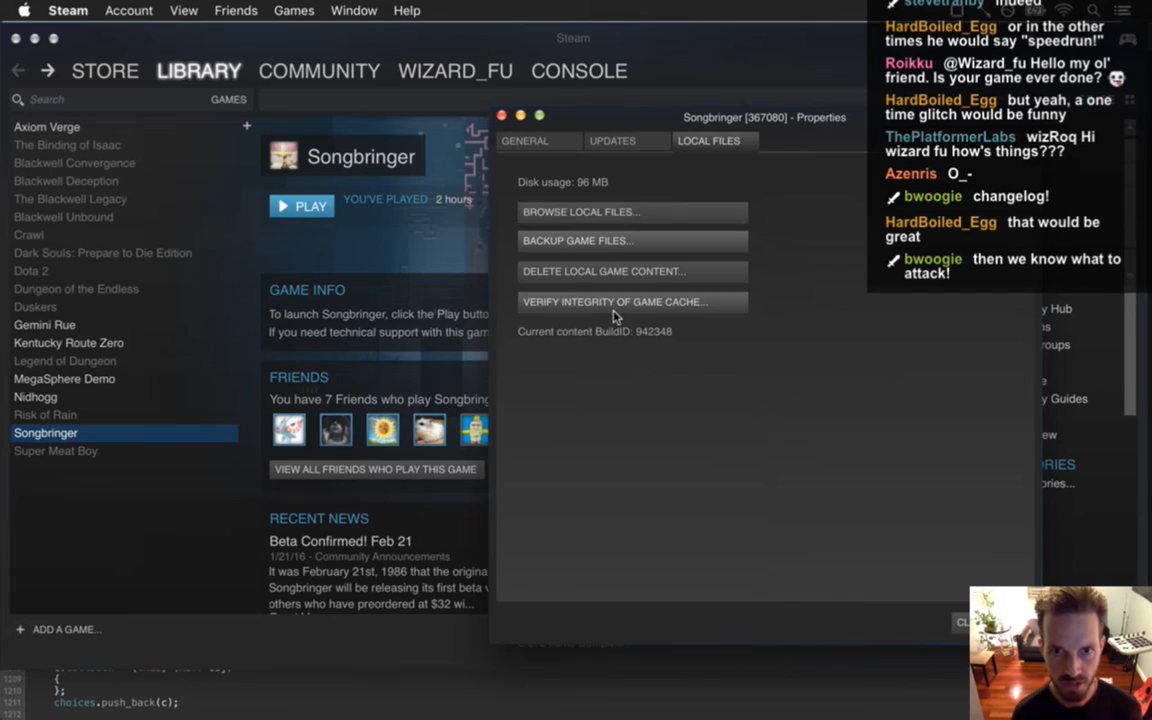 Steam Account View Friends Games Window Help
Steam
STORE LIBRARY COMMUNITY WIZARD_FU CONSOLE
Search GAMES
Axiom Verge
The Binding of Isaac
Blackwell Convergence
Blackwell Deception
The Blackwell Legacy
Blackwell Unbound
Crawl
Dark Souls: Prepare to Die Edition
Dota 2
Dungeon of the Endless
Duskers
Gemini Rue
Kentucky Route Zero
Legend of Dungeon
MegaSphere Demo
Nidhogg
Risk of Rain
Songbringer
Super Meat Boy
+ ADD A GAME...
Songbringer
PLAY YOU'VE PLAYED 2 hours
GAME INFO
To launch Songbringer, click the Play butto
If you need technical support with this gam
FRIENDS
You have 7 Friends who play Songbring
VIEW ALL FRIENDS WHO PLAY THIS GAME
RECENT NEWS
Beta Confirmed! Feb 21
1/21/16 - Community Announcements
It was February 21st, 1986 that the origina
Songbringer will be releasing its first beta v
others who have preordered at $32 wi...
Songbringer [367080] - Properties
GENERAL UPDATES LOCAL FILES
Disk usage: 96 MB
BROWSE LOCAL FILES...
BACKUP GAME FILES...
DELETE LOCAL GAME CONTENT...
VERIFY INTEGRITY OF GAME CACHE...
Current content BuildID: 942348
stevetranby indeed
HardBoiled_Egg or in the other
times he would say "speedrun!"
Roikku @Wizard_fu Hello my ol'
friend. Is your game ever done?
HardBoiled_Egg but yeah, a one
time glitch would be funny
ThePlatformerLabs wizRoq Hi
wizard fu how's things???
Azenris O_-
bwoogie changelog!
HardBoiled_Egg that would be
great
bwoogie then we know what to
attack!
y Hub
roups
y Guides
ew
RIES
ories...
1209 {
1210 };
1211 choices.push_back(c);
1212